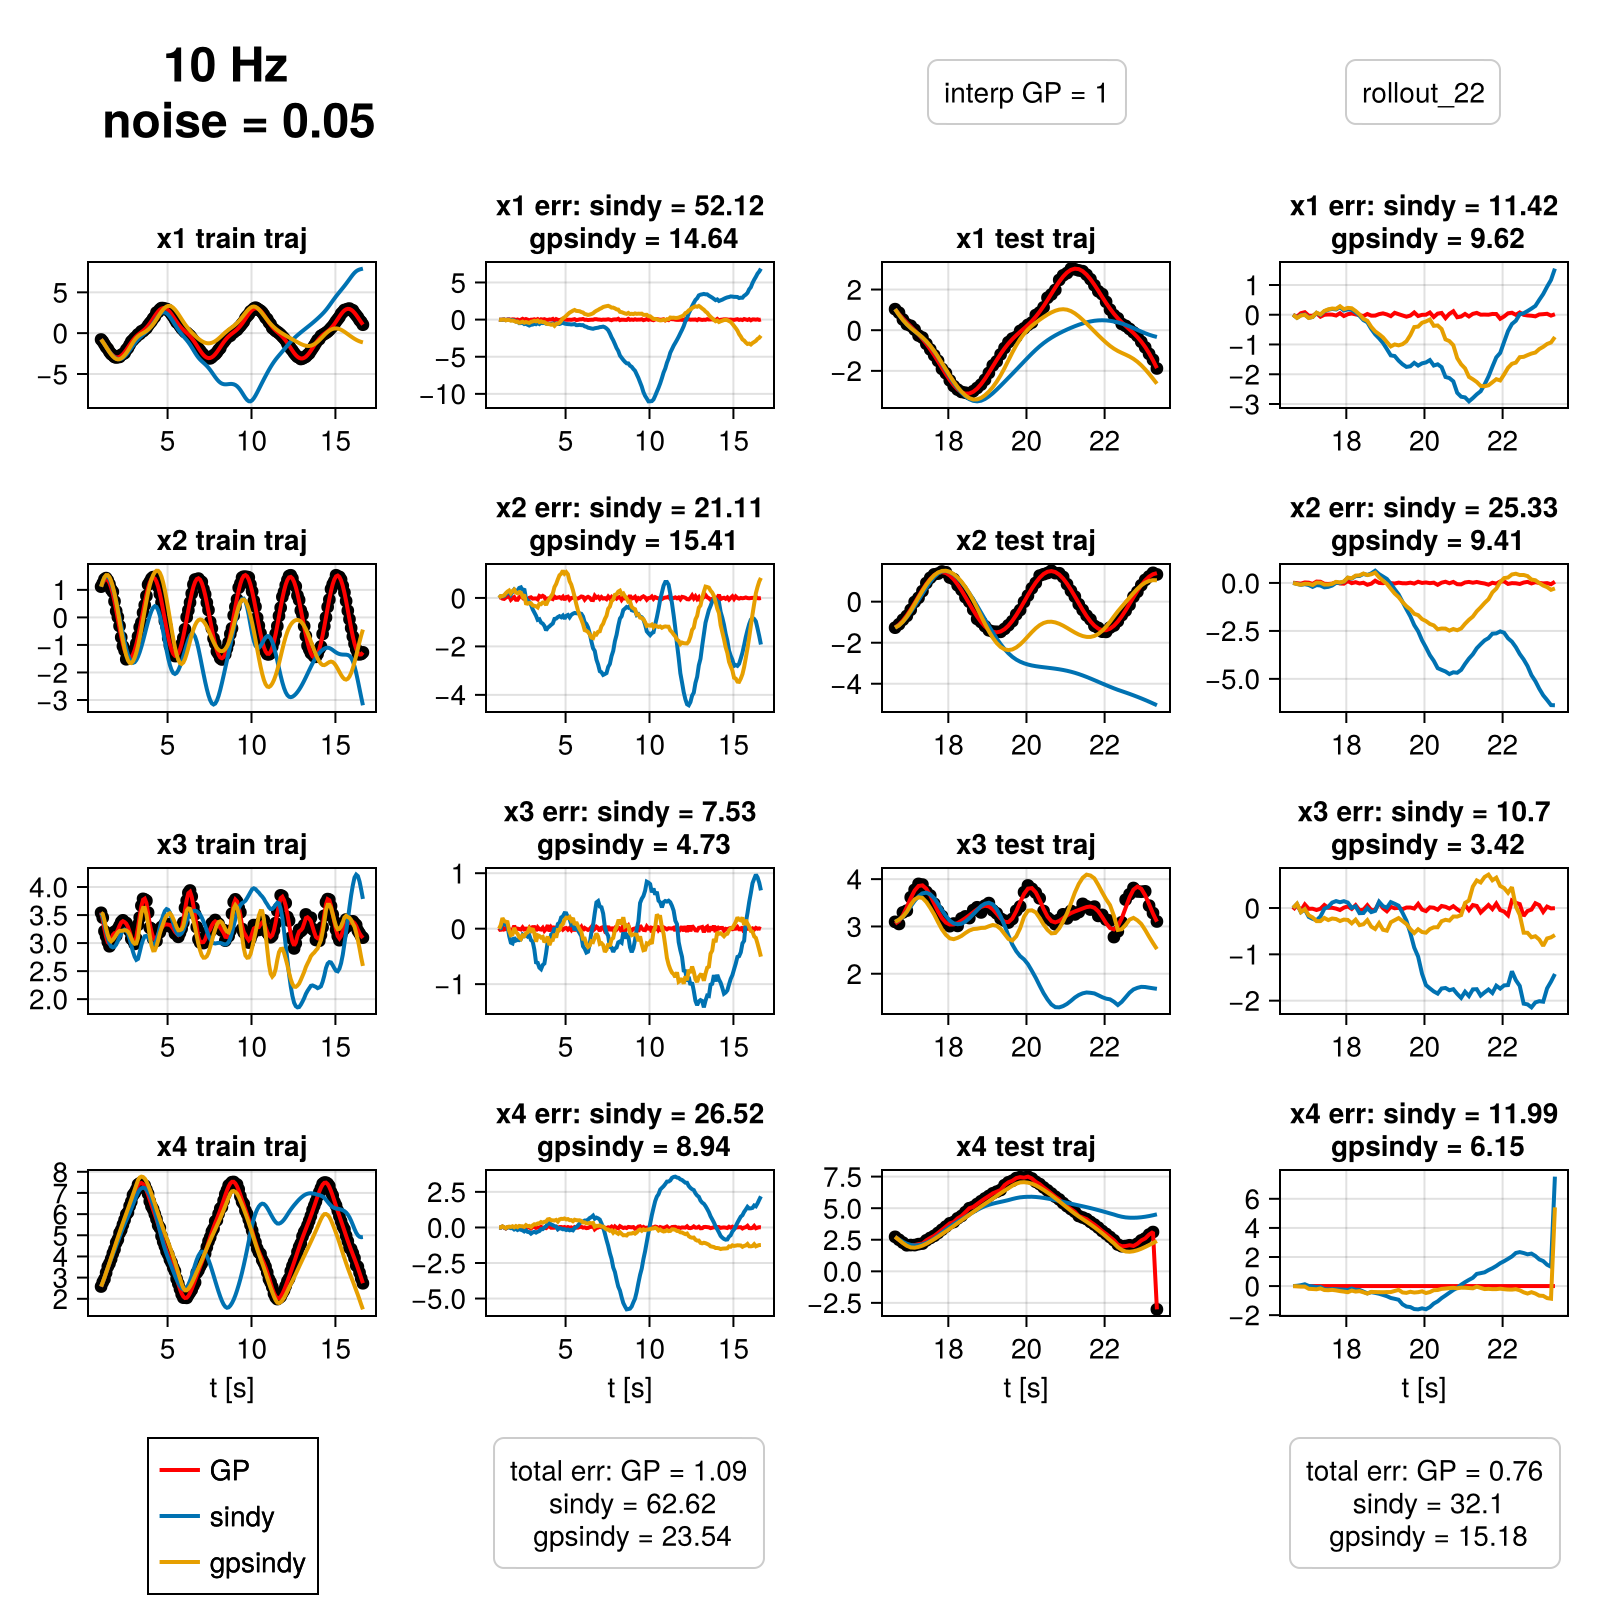 10 Hz
noise = 0.05
interp GP = 1
rollout_22
x1 train traj
x1 err: sindy = 52.12
gpsindy = 14.64
x1 test traj
x1 err: sindy = 11.42
gpsindy = 9.62
5
0
−5
5
10
15
5
0
−5
−10
5
10
15
2
0
−2
18
20
22
1
0
−1
−2
−3
18
20
22
x2 train traj
x2 err: sindy = 21.11
gpsindy = 15.41
x2 test traj
x2 err: sindy = 25.33
gpsindy = 9.41
1
0
−1
−2
−3
5
10
15
0
−2
−4
5
10
15
0
−2
−4
18
20
22
0.0
−2.5
−5.0
18
20
22
x3 train traj
x3 err: sindy = 7.53
gpsindy = 4.73
x3 test traj
x3 err: sindy = 10.7
gpsindy = 3.42
4.0
3.5
3.0
2.5
2.0
5
10
15
1
0
−1
5
10
15
4
3
2
18
20
22
0
−1
−2
18
20
22
x4 train traj
x4 err: sindy = 26.52
gpsindy = 8.94
x4 test traj
x4 err: sindy = 11.99
gpsindy = 6.15
8
7
6
5
4
3
2
5
10
15
t [s]
2.5
0.0
−2.5
−5.0
5
10
15
t [s]
7.5
5.0
2.5
0.0
−2.5
18
20
22
t [s]
6
4
2
0
−2
18
20
22
t [s]
GP
sindy
gpsindy
total err: GP = 1.09
sindy = 62.62
gpsindy = 23.54
total err: GP = 0.76
sindy = 32.1
gpsindy = 15.18